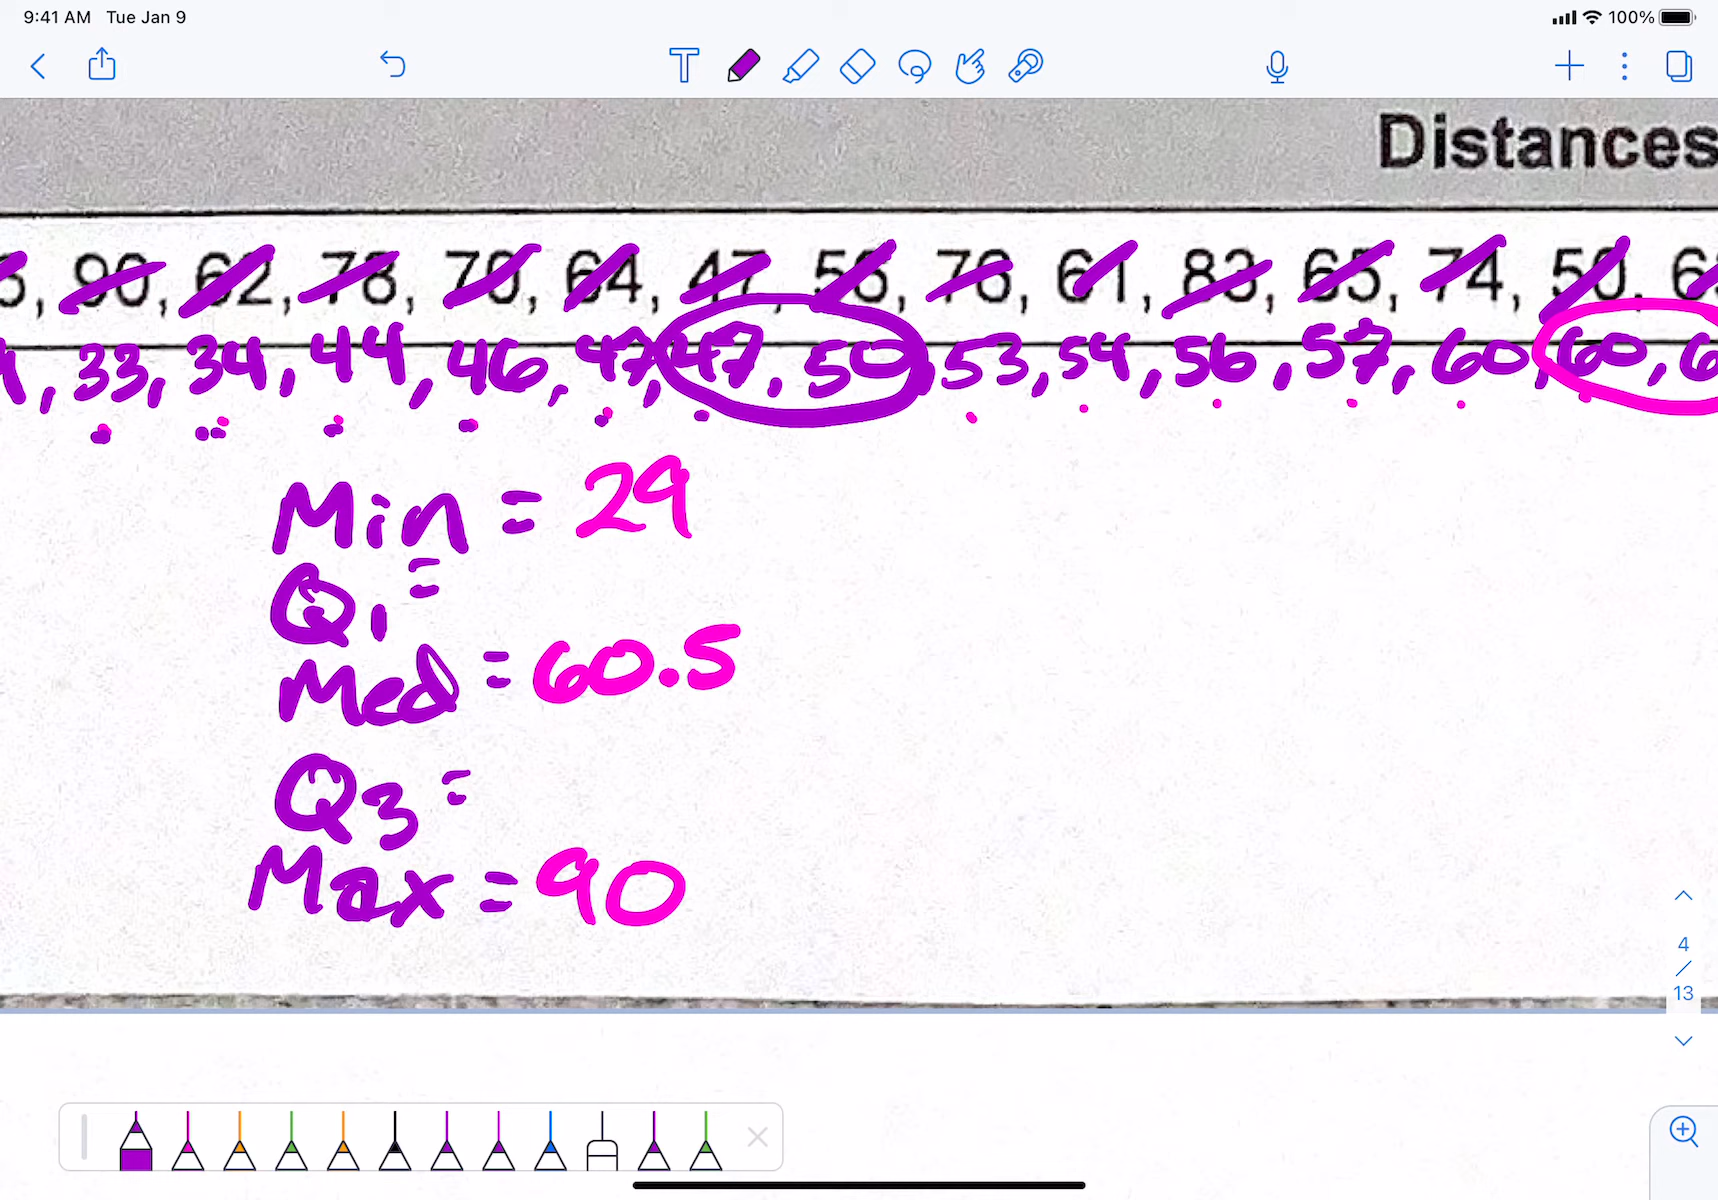 9:41 AM Tue Jan 9 100%
Distances
90, 62, 78, 70, 64, 47, 56, 76, 61, 83, 65, 74, 50, 6
, 33, 34, 44, 46, 47, 47, 50, 53, 54, 56, 57, 60, 60, 6
Min = 29
Q1 =
Med = 60.5
Q3 =
Max = 90
4
/
13